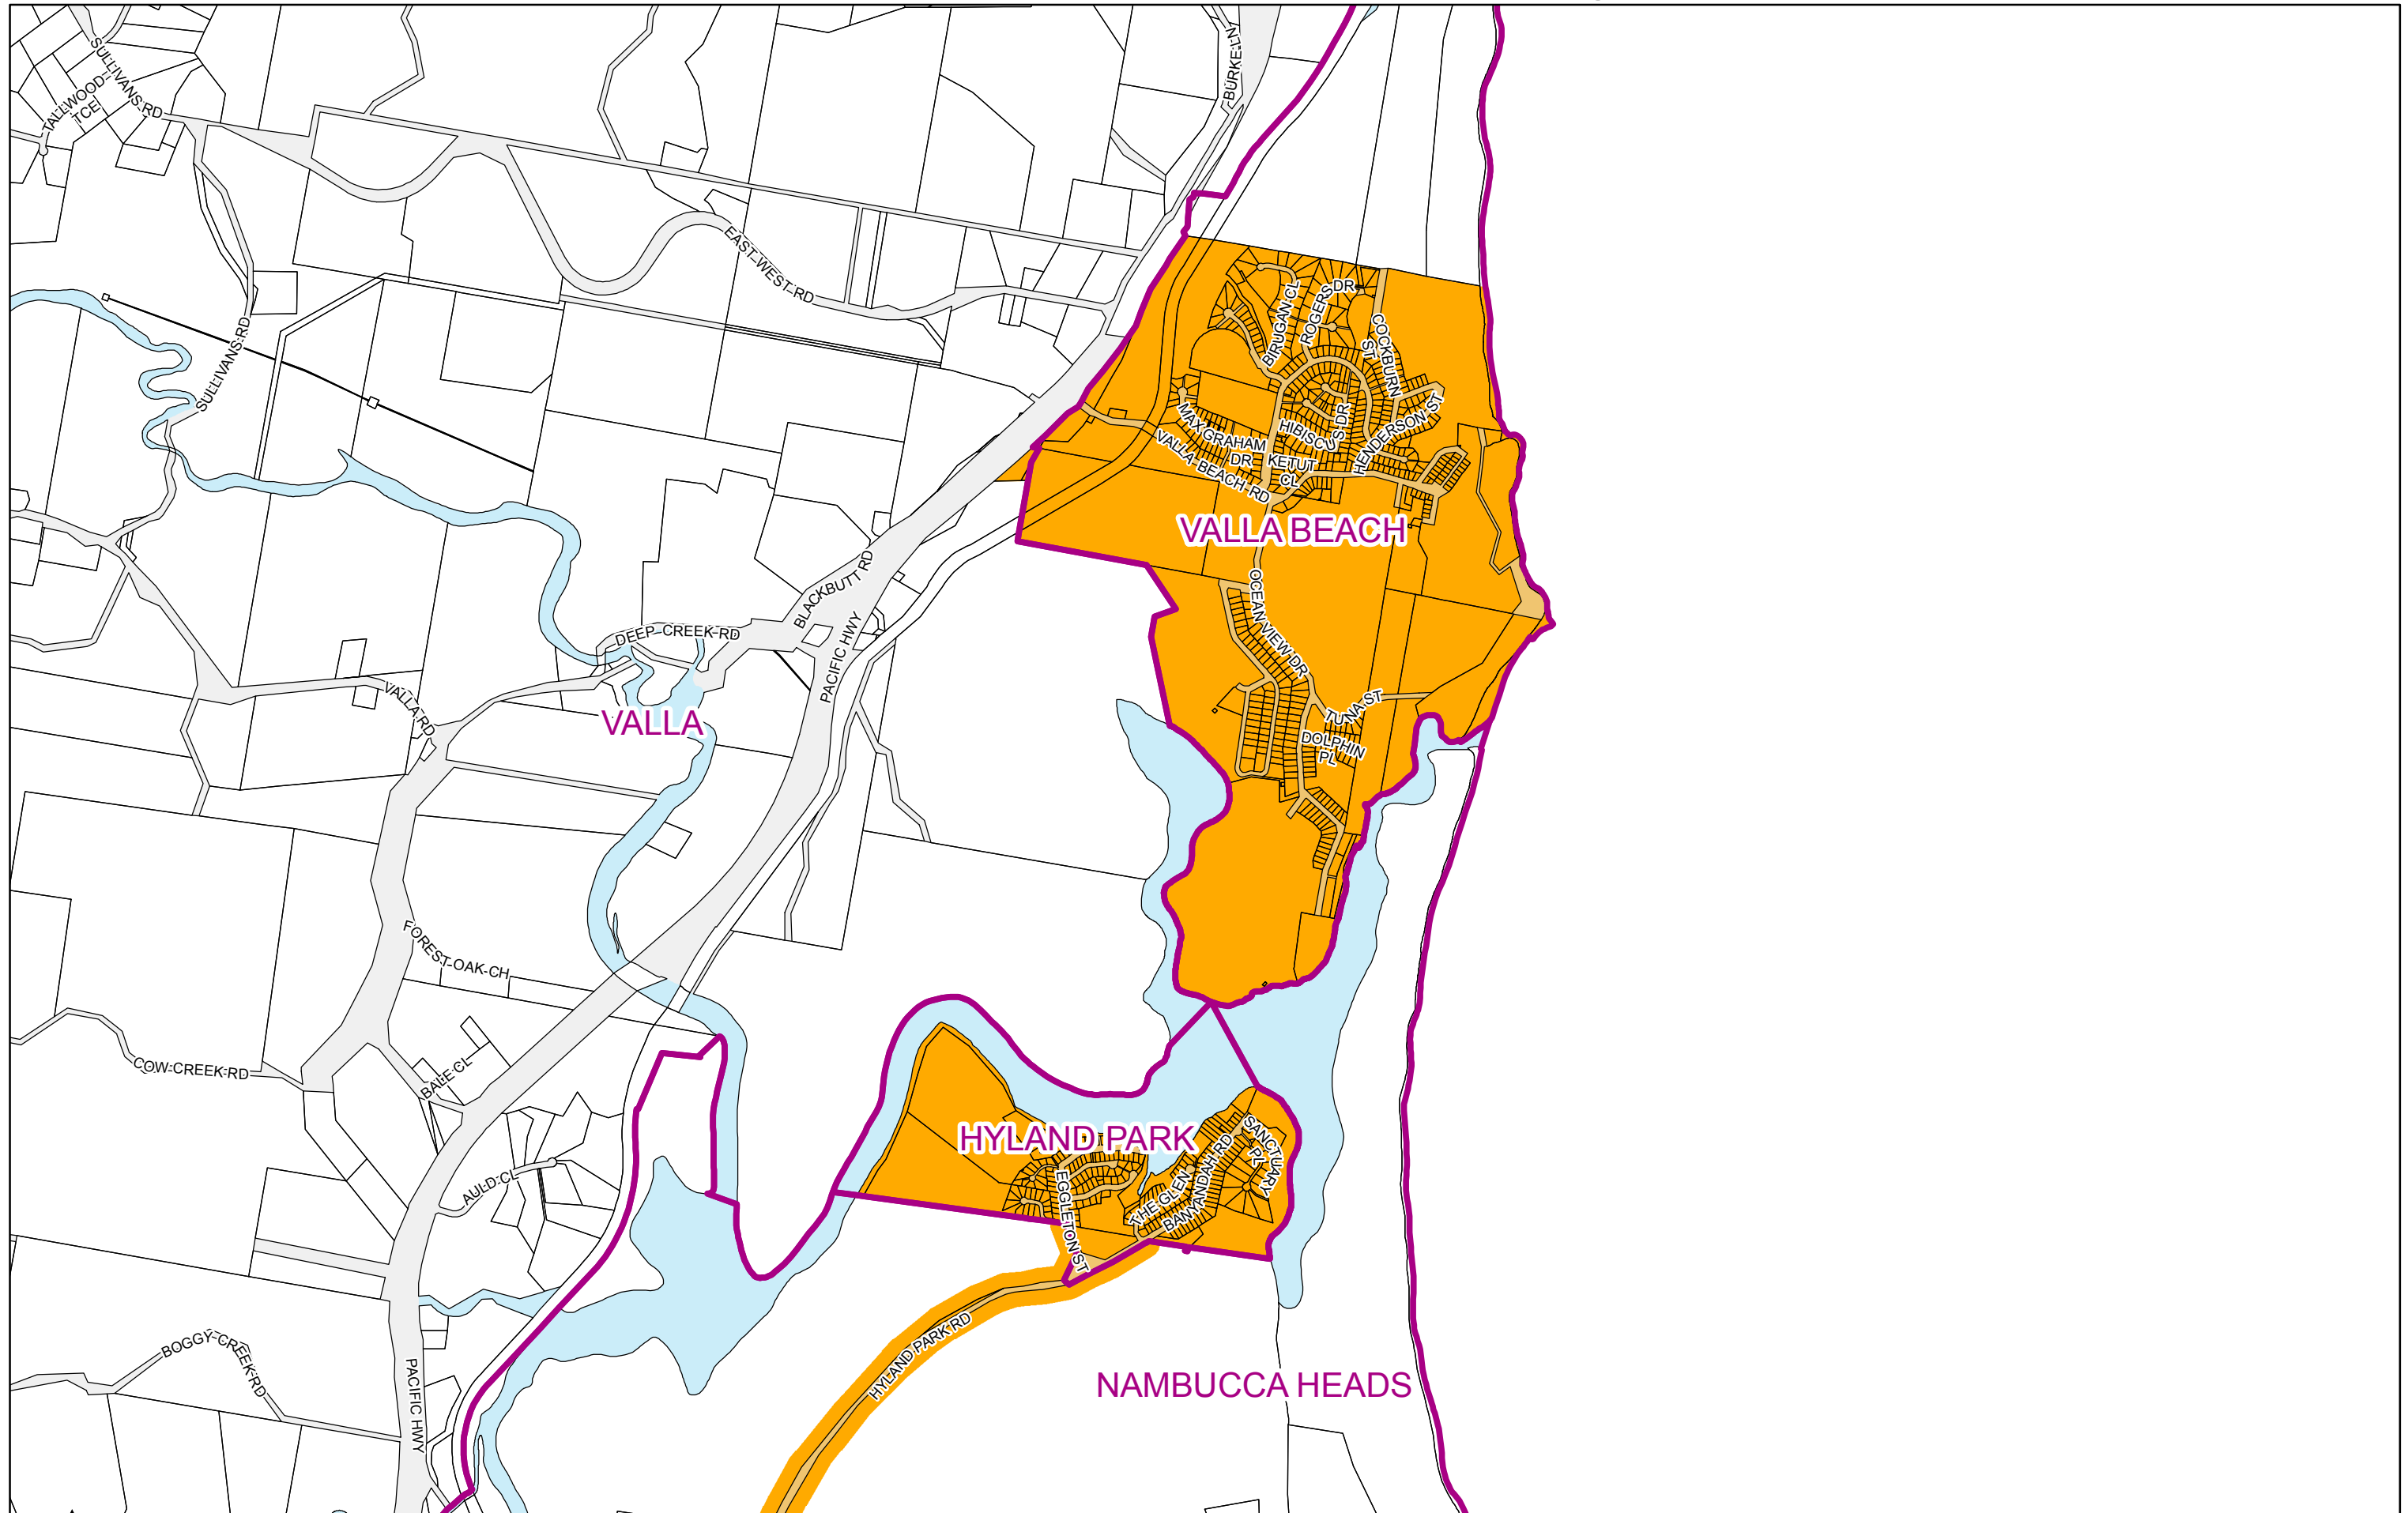 BURKE LN
SULLIVANS RD
TALLWOOD
TCE
EAST WEST RD
BIRUGAN CL
ROGERS DR
COCKBURN
ST
SULLIVANS RD
MAX GRAHAM
DR
HIBISCUS DR
HENDERSON ST
VALLA BEACH RD
KETUT
CL
VALLA BEACH
BLACKBUTT RD
OCEAN VIEW DR
DEEP CREEK RD
PACIFIC HWY
VALLA RD
VALLA
TUNA ST
DOLPHIN
PL
FOREST OAK CH
COW CREEK RD
BALE CL
HYLAND PARK
SANCTUARY
PL
AULD CL
EGGLETON ST
THE GLEN
BANYANDAH RD
HYLAND PARK RD
BOGGY CREEK RD
PACIFIC HWY
NAMBUCCA HEADS